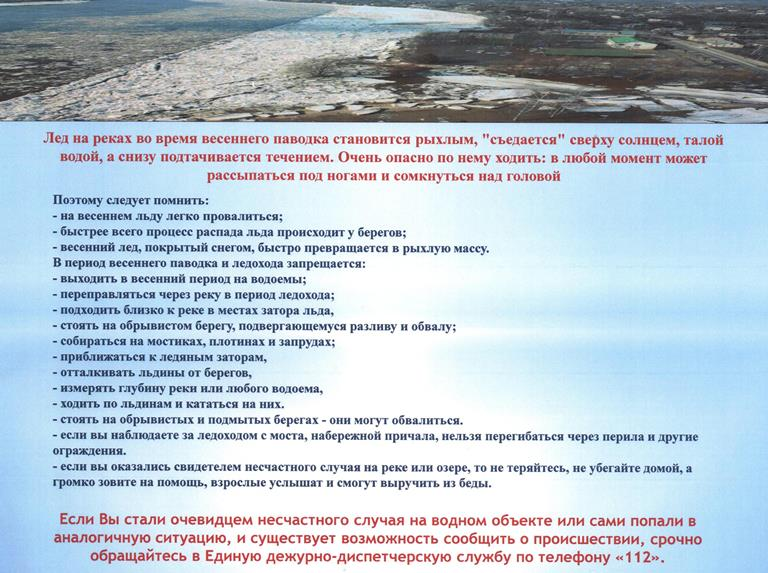 Лед на реках во время весеннего паводка становится рыхлым, "съедается" сверху солнцем, талой
водой, а снизу подтачивается течением. Очень опасно по нему ходить: в любой момент может
рассыпаться под ногами и сомкнуться над головой
Поэтому следует помнить:
- на весеннем льду легко провалиться;
- быстрее всего процесс распада льда происходит у берегов;
- весенний лед, покрытый снегом, быстро превращается в рыхлую массу.
В период весеннего паводка и ледохода запрещается:
- выходить в весенний период на водоемы;
- переправляться через реку в период ледохода;
- подходить близко к реке в местах затора льда,
- стоять на обрывистом берегу, подвергающемуся разливу и обвалу;
- собираться на мостиках, плотинах и запрудах;
- приближаться к ледяным заторам,
- отталкивать льдины от берегов,
- измерять глубину реки или любого водоема,
- ходить по льдинам и кататься на них.
- стоять на обрывистых и подмытых берегах - они могут обвалиться.
- если вы наблюдаете за ледоходом с моста, набережной причала, нельзя перегибаться через перила и другие
ограждения.
- если вы оказались свидетелем несчастного случая на реке или озере, то не теряйтесь, не убегайте домой, а
громко зовите на помощь, взрослые услышат и смогут выручить из беды.
Если Вы стали очевидцем несчастного случая на водном объекте или сами попали в
аналогичную ситуацию, и существует возможность сообщить о происшествии, срочно
обращайтесь в Единую дежурно-диспетчерскую службу по телефону «112».